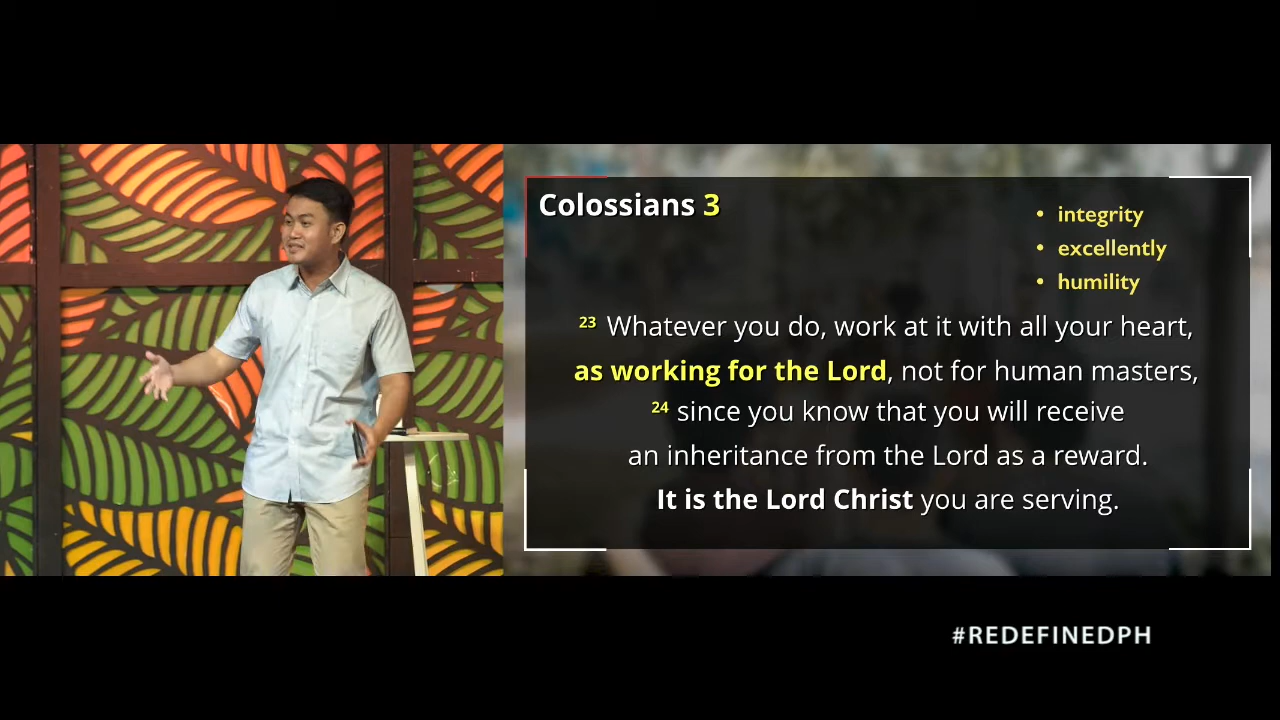 Colossians 3
• integrity
• excellently
• humility
23 Whatever you do, work at it with all your heart,
as working for the Lord, not for human masters,
24 since you know that you will receive
an inheritance from the Lord as a reward.
It is the Lord Christ you are serving.
#REDEFINEDPH